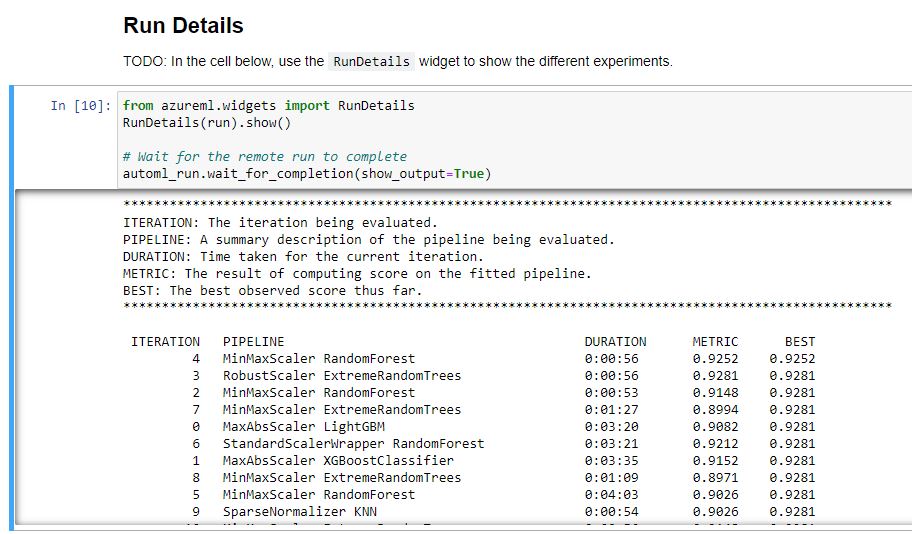 Run Details
TODO: In the cell below, use the RunDetails widget to show the different experiments.
In [10]: from azureml.widgets import RunDetails
RunDetails(run).show()
# Wait for the remote run to complete
automl_run.wait_for_completion(show_output=True)
****************************************************************************************************
ITERATION: The iteration being evaluated.
PIPELINE: A summary description of the pipeline being evaluated.
DURATION: Time taken for the current iteration.
METRIC: The result of computing score on the fitted pipeline.
BEST: The best observed score thus far.
****************************************************************************************************
ITERATION PIPELINE DURATION METRIC BEST
4 MinMaxScaler RandomForest 0:00:56 0.9252 0.9252
3 RobustScaler ExtremeRandomTrees 0:00:56 0.9281 0.9281
2 MinMaxScaler RandomForest 0:00:53 0.9148 0.9281
7 MinMaxScaler ExtremeRandomTrees 0:01:27 0.8994 0.9281
0 MaxAbsScaler LightGBM 0:03:20 0.9082 0.9281
6 StandardScalerWrapper RandomForest 0:03:21 0.9212 0.9281
1 MaxAbsScaler XGBoostClassifier 0:03:35 0.9152 0.9281
8 MinMaxScaler ExtremeRandomTrees 0:01:09 0.8971 0.9281
5 MinMaxScaler RandomForest 0:04:03 0.9026 0.9281
9 SparseNormalizer KNN 0:00:54 0.9026 0.9281